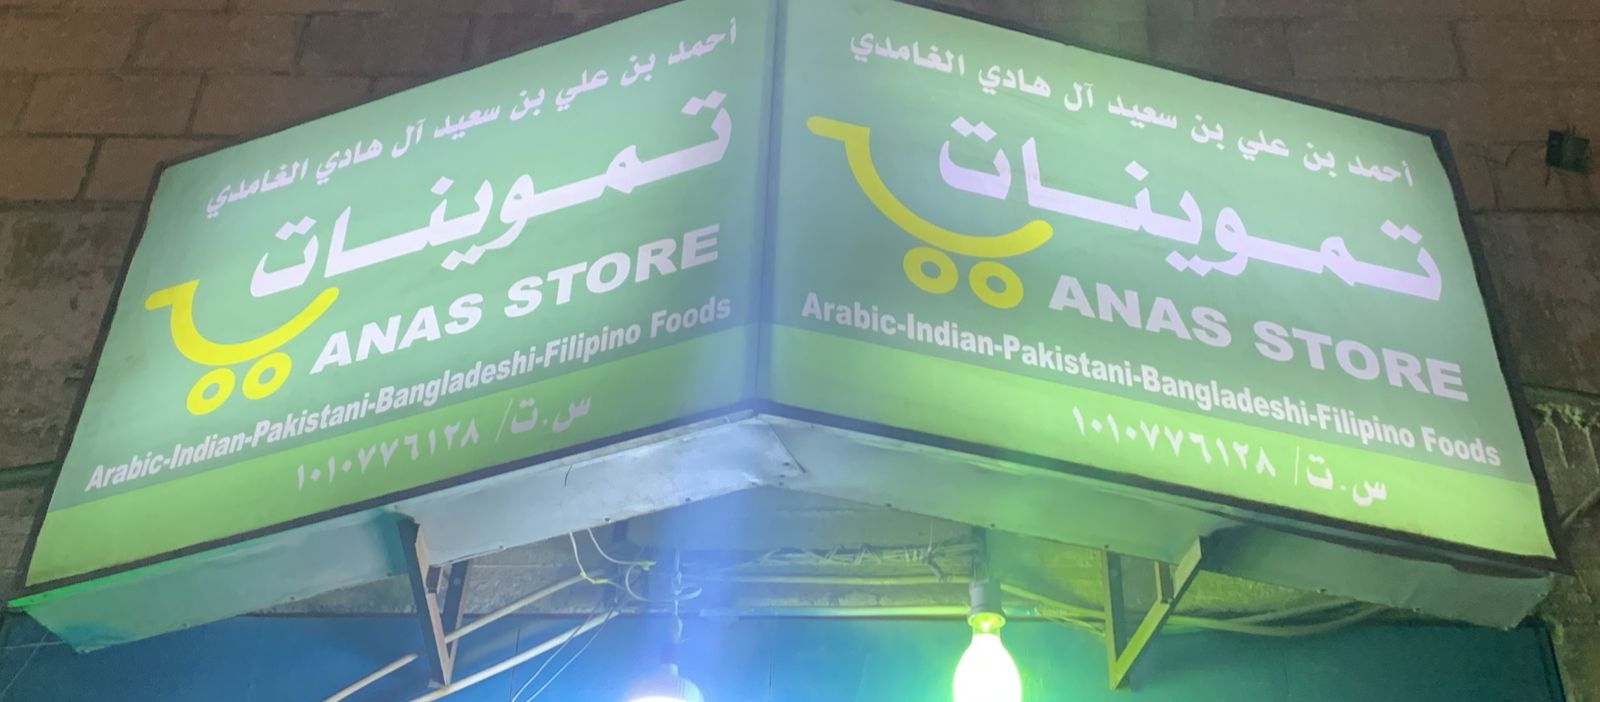 أحمد بن علي بن سعيد آل هادي الغامدي
تموينات
ANAS STORE
Arabic-Indian-Pakistani-Bangladeshi-Filipino Foods
س.ت/ ١٠١٠٧٧٦١٢٨
أحمد بن علي بن سعيد آل هادي الغامدي
تموينات
ANAS STORE
Arabic-Indian-Pakistani-Bangladeshi-Filipino Foods
س.ت/ ١٠١٠٧٧٦١٢٨